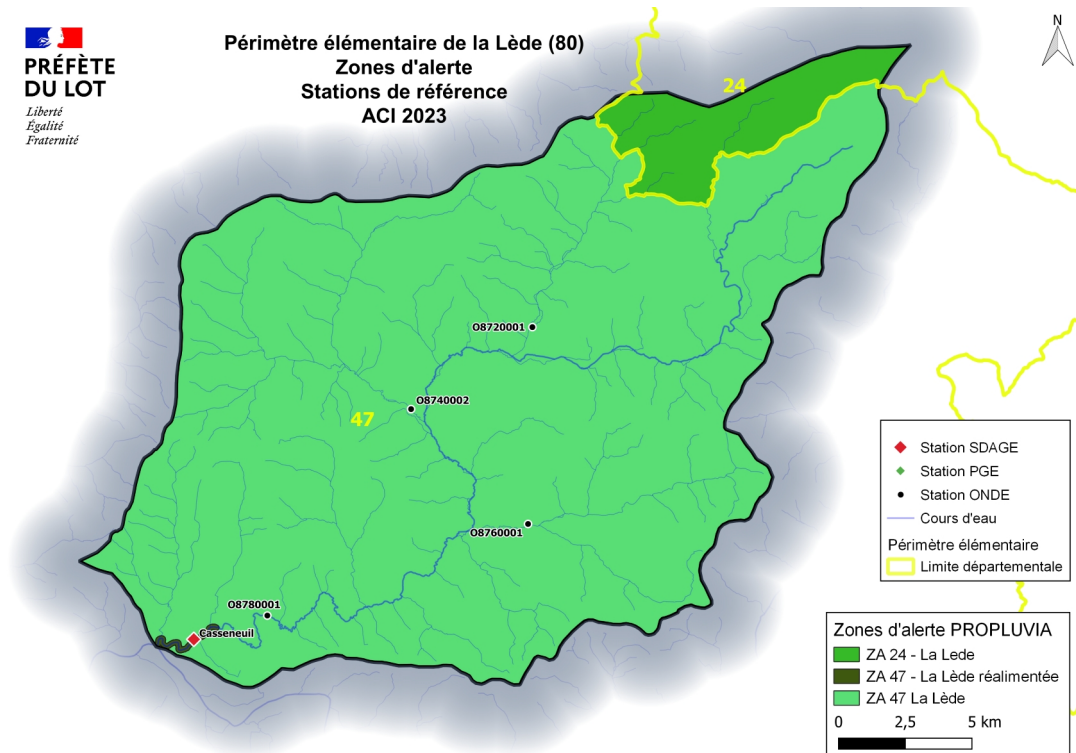 PRÉFÈTE
DU LOT
Liberté
Égalité
Fraternité
Périmètre élémentaire de la Lède (80)
Zones d'alerte
Stations de référence
ACI 2023
N
24
O8720001
O8740002
47
O8760001
O8780001
Casseneuil
Station SDAGE
Station PGE
Station ONDE
Cours d'eau
Périmètre élémentaire
Limite départementale
Zones d'alerte PROPLUVIA
ZA 24 - La Lede
ZA 47 - La Lède réalimentée
ZA 47 La Lède
0 2,5 5 km